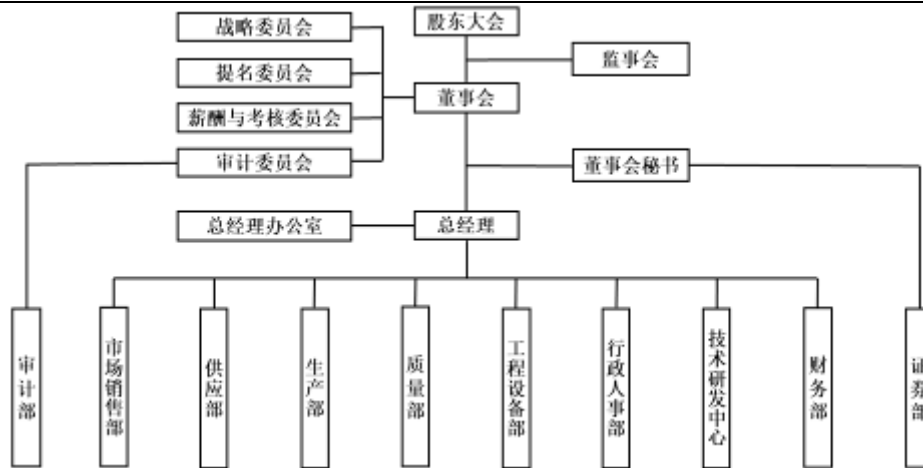 战略委员会
股东大会
监事会
提名委员会
董事会
薪酬与考核委员会
审计委员会
董事会秘书
总经理办公室
总经理
审计部
市场销售部
供应部
生产部
质量部
工程设备部
行政人事部
技术研发中心
财务部
证券部